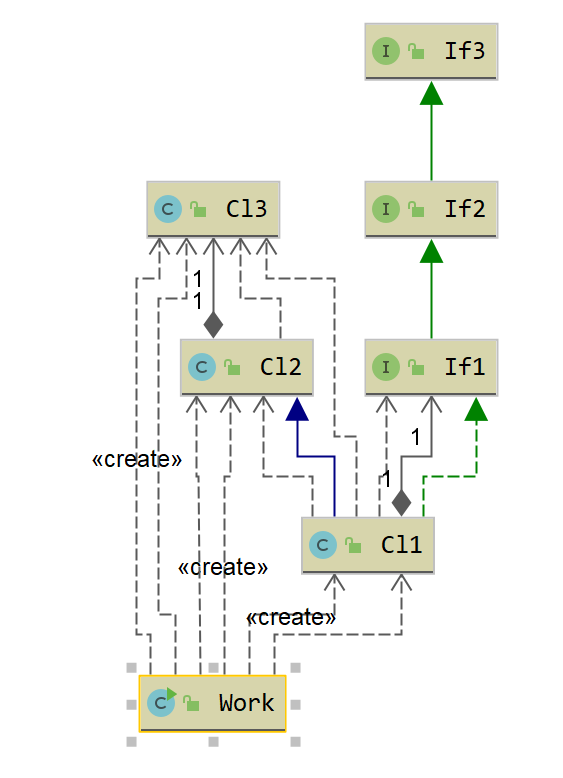 I If3
C Cl3
I If2
1
1
C Cl2
I If1
1
«create»
1
C Cl1
«create»
«create»
C Work